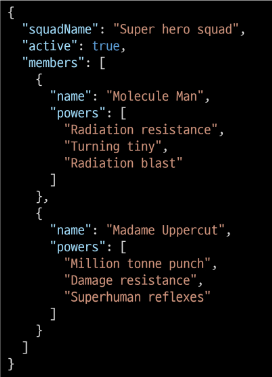 {
  "squadName": "Super hero squad",
  "active": true,
  "members": [
    {
      "name": "Molecule Man",
      "powers": [
        "Radiation resistance",
        "Turning tiny",
        "Radiation blast"
      ]
    },
    {
      "name": "Madame Uppercut",
      "powers": [
        "Million tonne punch",
        "Damage resistance",
        "Superhuman reflexes"
      ]
    }
  ]
}